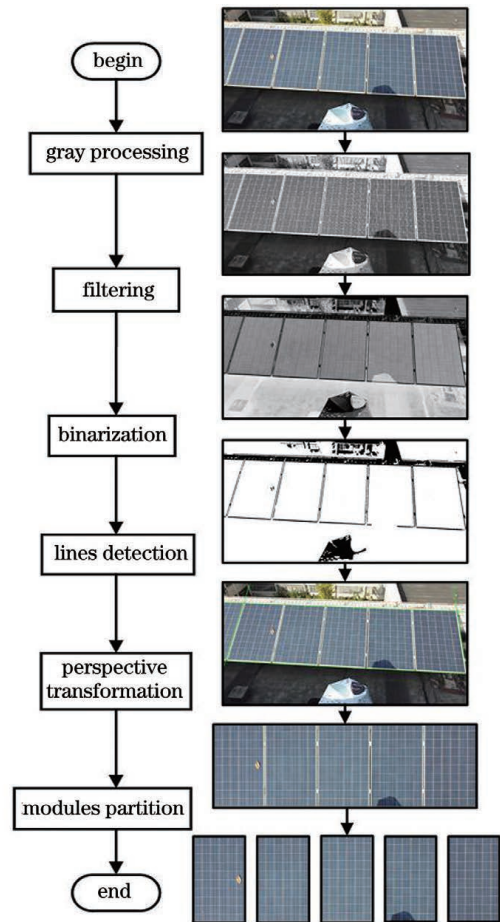 begin
gray processing
filtering
binarization
lines detection
perspective
transformation
modules partition
end